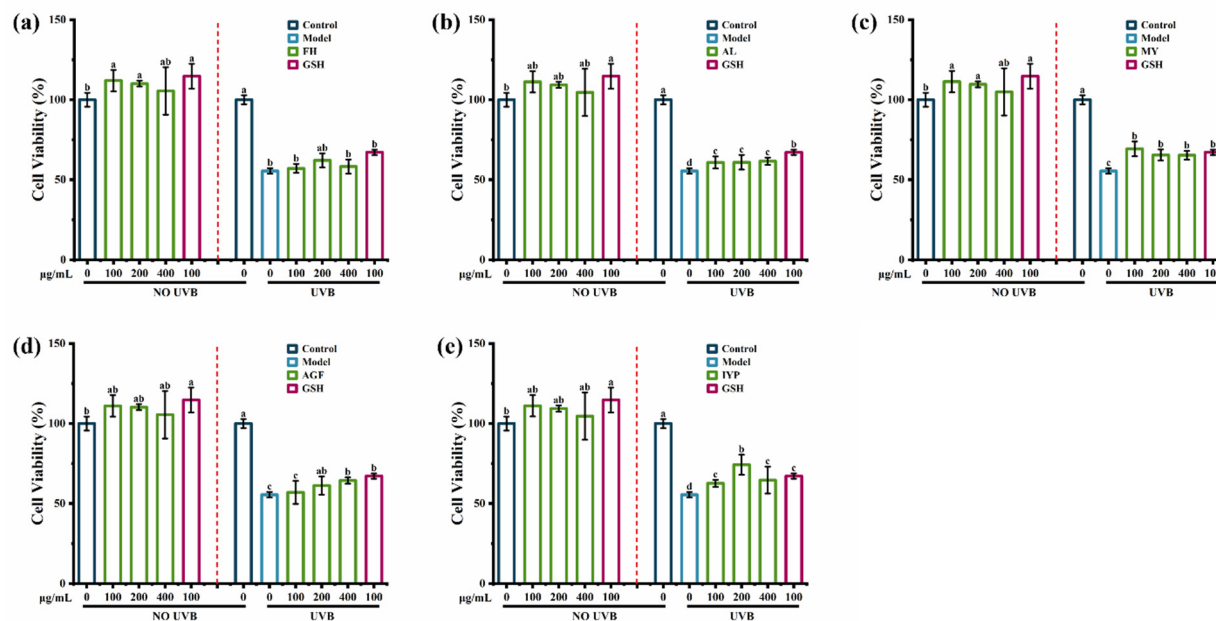 (a)
Cell Viability (%)
150
100
50
0
Control
Model
FH
GSH
b a a ab a a b b ab b b
µg/mL 0 100 200 400 100 0 0 100 200 400 100
NO UVB UVB
(b)
Cell Viability (%)
150
100
50
0
Control
Model
AL
GSH
b ab ab ab a a d c c c b
µg/mL 0 100 200 400 100 0 0 100 200 400 100
NO UVB UVB
(c)
Cell Viability (%)
150
100
50
0
Control
Model
MY
GSH
b a a ab a a c b b b b
µg/mL 0 100 200 400 100 0 0 100 200 400 100
NO UVB UVB
(d)
Cell Viability (%)
150
100
50
0
Control
Model
AGF
GSH
b ab ab ab a a c c ab b b
µg/mL 0 100 200 400 100 0 0 100 200 400 100
NO UVB UVB
(e)
Cell Viability (%)
150
100
50
0
Control
Model
IYP
GSH
b ab ab ab a a d c b c c
µg/mL 0 100 200 400 100 0 0 100 200 400 100
NO UVB UVB